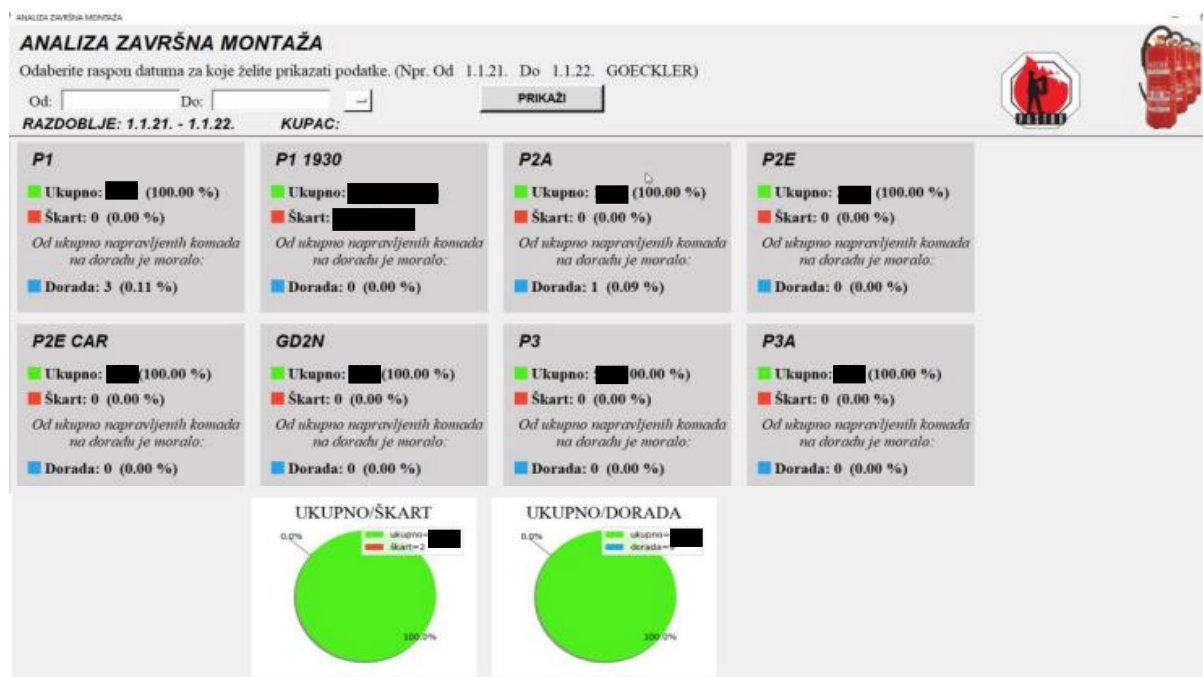 ANALIZA ZAVRŠNA MONTAŽA
ANALIZA ZAVRŠNA MONTAŽA
Odaberite raspon datuma za koje želite prikazati podatke. (Npr. Od 1.1.21. Do 1.1.22. GOECKLER)
Od: Do: PRIKAŽI
RAZDOBLJE: 1.1.21. - 1.1.22. KUPAC:
PASTOR
P1
Ukupno: (100.00 %)
Škart: 0 (0.00 %)
Od ukupno napravljenih komada
na doradu je moralo:
Dorada: 3 (0.11 %)
P1 1930
Ukupno:
Škart:
Od ukupno napravljenih komada
na doradu je moralo:
Dorada: 0 (0.00 %)
P2A
Ukupno: (100.00 %)
Škart: 0 (0.00 %)
Od ukupno napravljenih komada
na doradu je moralo:
Dorada: 1 (0.09 %)
P2E
Ukupno: (100.00 %)
Škart: 0 (0.00 %)
Od ukupno napravljenih komada
na doradu je moralo:
Dorada: 0 (0.00 %)
P2E CAR
Ukupno: (100.00 %)
Škart: 0 (0.00 %)
Od ukupno napravljenih komada
na doradu je moralo:
Dorada: 0 (0.00 %)
GD2N
Ukupno: (100.00 %)
Škart: 0 (0.00 %)
Od ukupno napravljenih komada
na doradu je moralo:
Dorada: 0 (0.00 %)
P3
Ukupno: 00.00 %)
Škart: 0 (0.00 %)
Od ukupno napravljenih komada
na doradu je moralo:
Dorada: 0 (0.00 %)
P3A
Ukupno: (100.00 %)
Škart: 0 (0.00 %)
Od ukupno napravljenih komada
na doradu je moralo:
Dorada: 0 (0.00 %)
UKUPNO/ŠKART
ukupno=
škart=2
0.0%
100.0%
UKUPNO/DORADA
ukupno=
dorada=
0.0%
100.0%